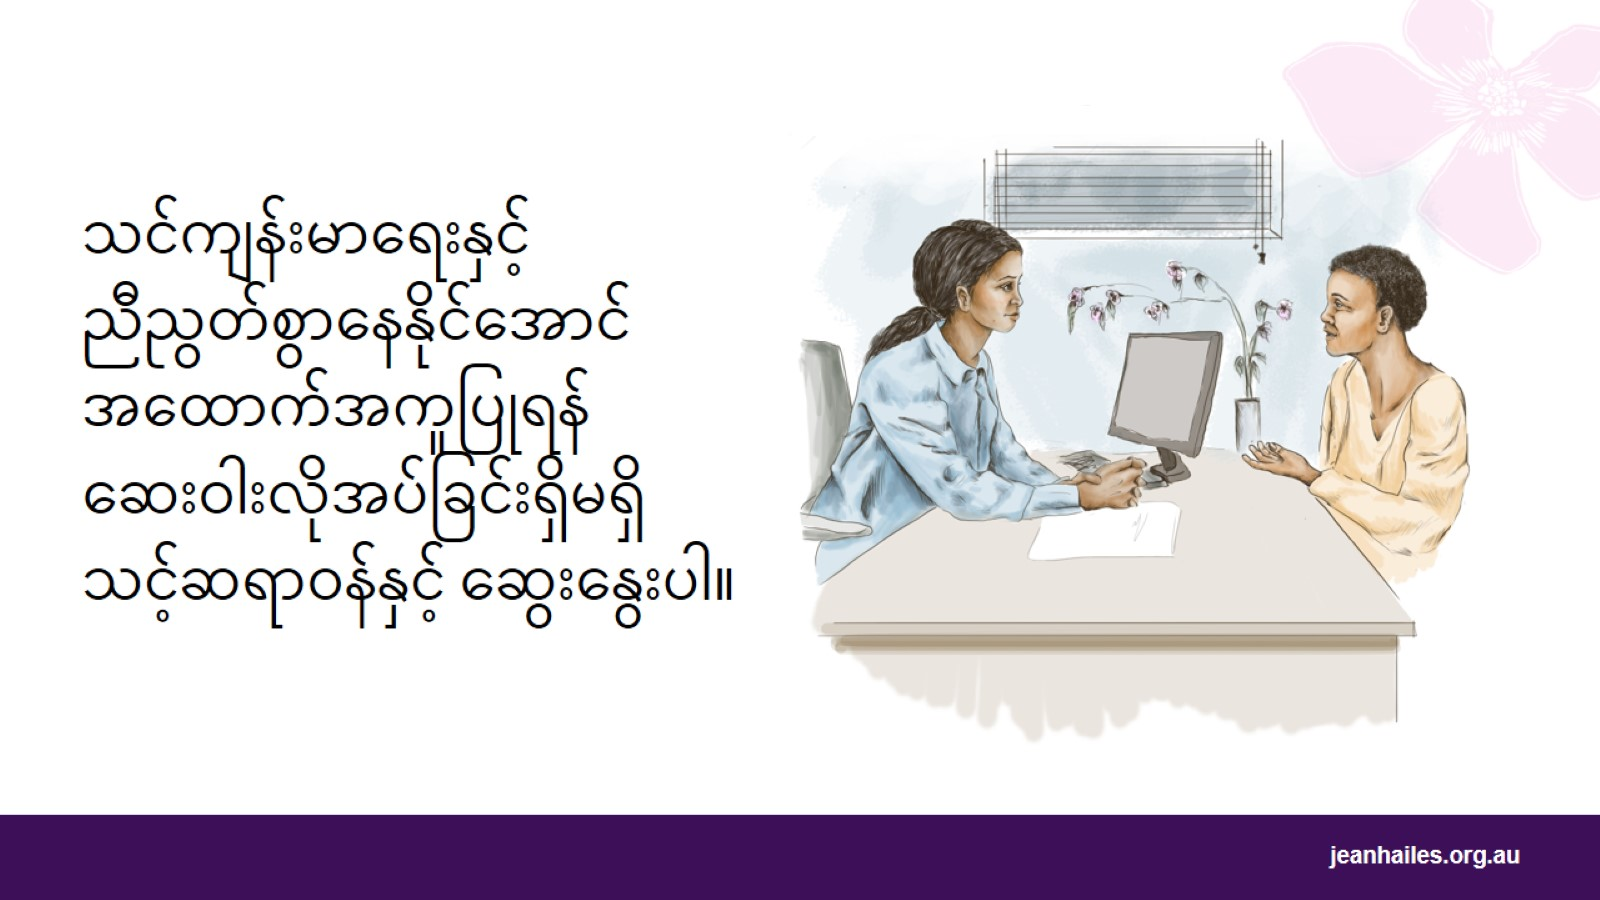 သင်ကျန်းမာရေးနှင့်
ညီညွတ်စွာနေနိုင်အောင်
အထောက်အကူပြုရန်
ဆေးဝါးလိုအပ်ခြင်းရှိမရှိ
သင့်ဆရာဝန်နှင့် ဆွေးနွေးပါ။
jeanhailes.org.au